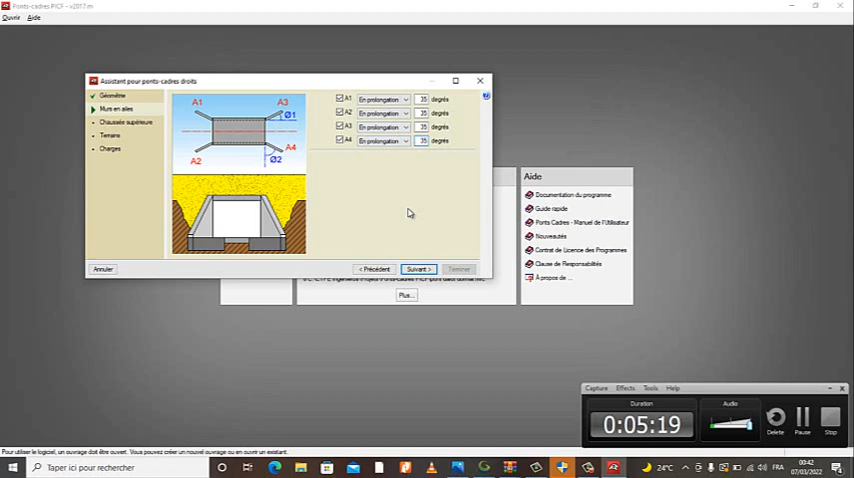 Ponts-cadres PICF - v2017.m
Ouvrir Aide
Assistant pour ponts-cadres droits
Géométrie
Murs en ailes
Chaussée supérieure
Terrains
Charges
A1
A3
Ø1
A4
A2
Ø2
A1 En prolongation 35 degrés
A2 En prolongation 35 degrés
A3 En prolongation 35 degrés
A4 En prolongation 35 degrés
Annuler
< Précédent
Suivant >
Terminer
Plus...
Aide
Documentation du programme
Guide rapide
Ponts Cadres - Manuel de l'Utilisateur
Nouveautés
Contrat de Licence des Programmes
Clause de Responsabilités
À propos de ...
Capture Effects Tools Help
Duration
0:05:19
Audio
Delete
Pause
Stop
Pour utiliser le logiciel, un ouvrage doit être ouvert. Vous pouvez créer un nouvel ouvrage ou en ouvrir un existant.
Taper ici pour rechercher
24°C
FRA
00:42
07/03/2022